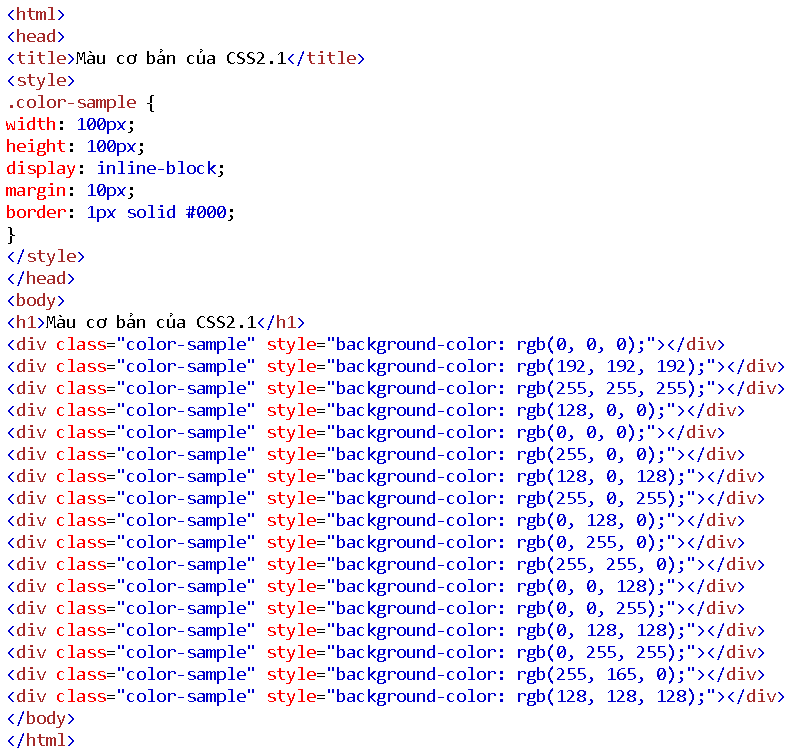 <html>
<head>
<title>Màu cơ bản của CSS2.1</title>
<style>
.color-sample {
width: 100px;
height: 100px;
display: inline-block;
margin: 10px;
border: 1px solid #000;
}
</style>
</head>
<body>
<h1>Màu cơ bản của CSS2.1</h1>
<div class="color-sample" style="background-color: rgb(0, 0, 0);"></div>
<div class="color-sample" style="background-color: rgb(192, 192, 192);"></div>
<div class="color-sample" style="background-color: rgb(255, 255, 255);"></div>
<div class="color-sample" style="background-color: rgb(128, 0, 0);"></div>
<div class="color-sample" style="background-color: rgb(0, 0, 0);"></div>
<div class="color-sample" style="background-color: rgb(255, 0, 0);"></div>
<div class="color-sample" style="background-color: rgb(128, 0, 128);"></div>
<div class="color-sample" style="background-color: rgb(255, 0, 255);"></div>
<div class="color-sample" style="background-color: rgb(0, 128, 0);"></div>
<div class="color-sample" style="background-color: rgb(0, 255, 0);"></div>
<div class="color-sample" style="background-color: rgb(255, 255, 0);"></div>
<div class="color-sample" style="background-color: rgb(0, 0, 128);"></div>
<div class="color-sample" style="background-color: rgb(0, 0, 255);"></div>
<div class="color-sample" style="background-color: rgb(0, 128, 128);"></div>
<div class="color-sample" style="background-color: rgb(0, 255, 255);"></div>
<div class="color-sample" style="background-color: rgb(255, 165, 0);"></div>
<div class="color-sample" style="background-color: rgb(128, 128, 128);"></div>
</body>
</html>